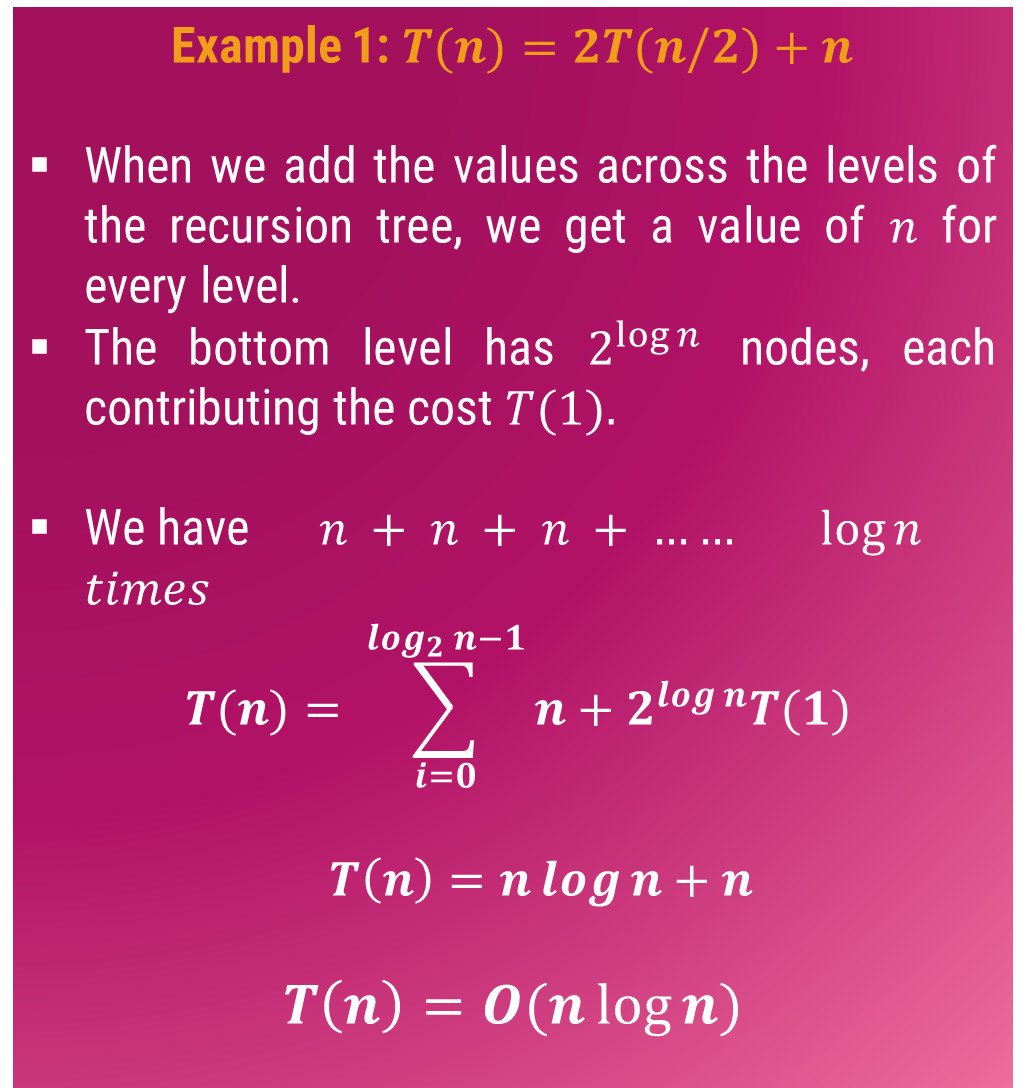 Example 1: T(n) = 2T(n/2) + n
▪ When we add the values across the levels of
the recursion tree, we get a value of n for
every level.
▪ The bottom level has 2^{log n} nodes, each
contributing the cost T(1).
▪ We have n + n + n + … … log n
times
T(n) = \sum_{i=0}^{log_2 n−1} n + 2^{log n}T(1)
T(n) = n log n + n
T(n) = O(n log n)